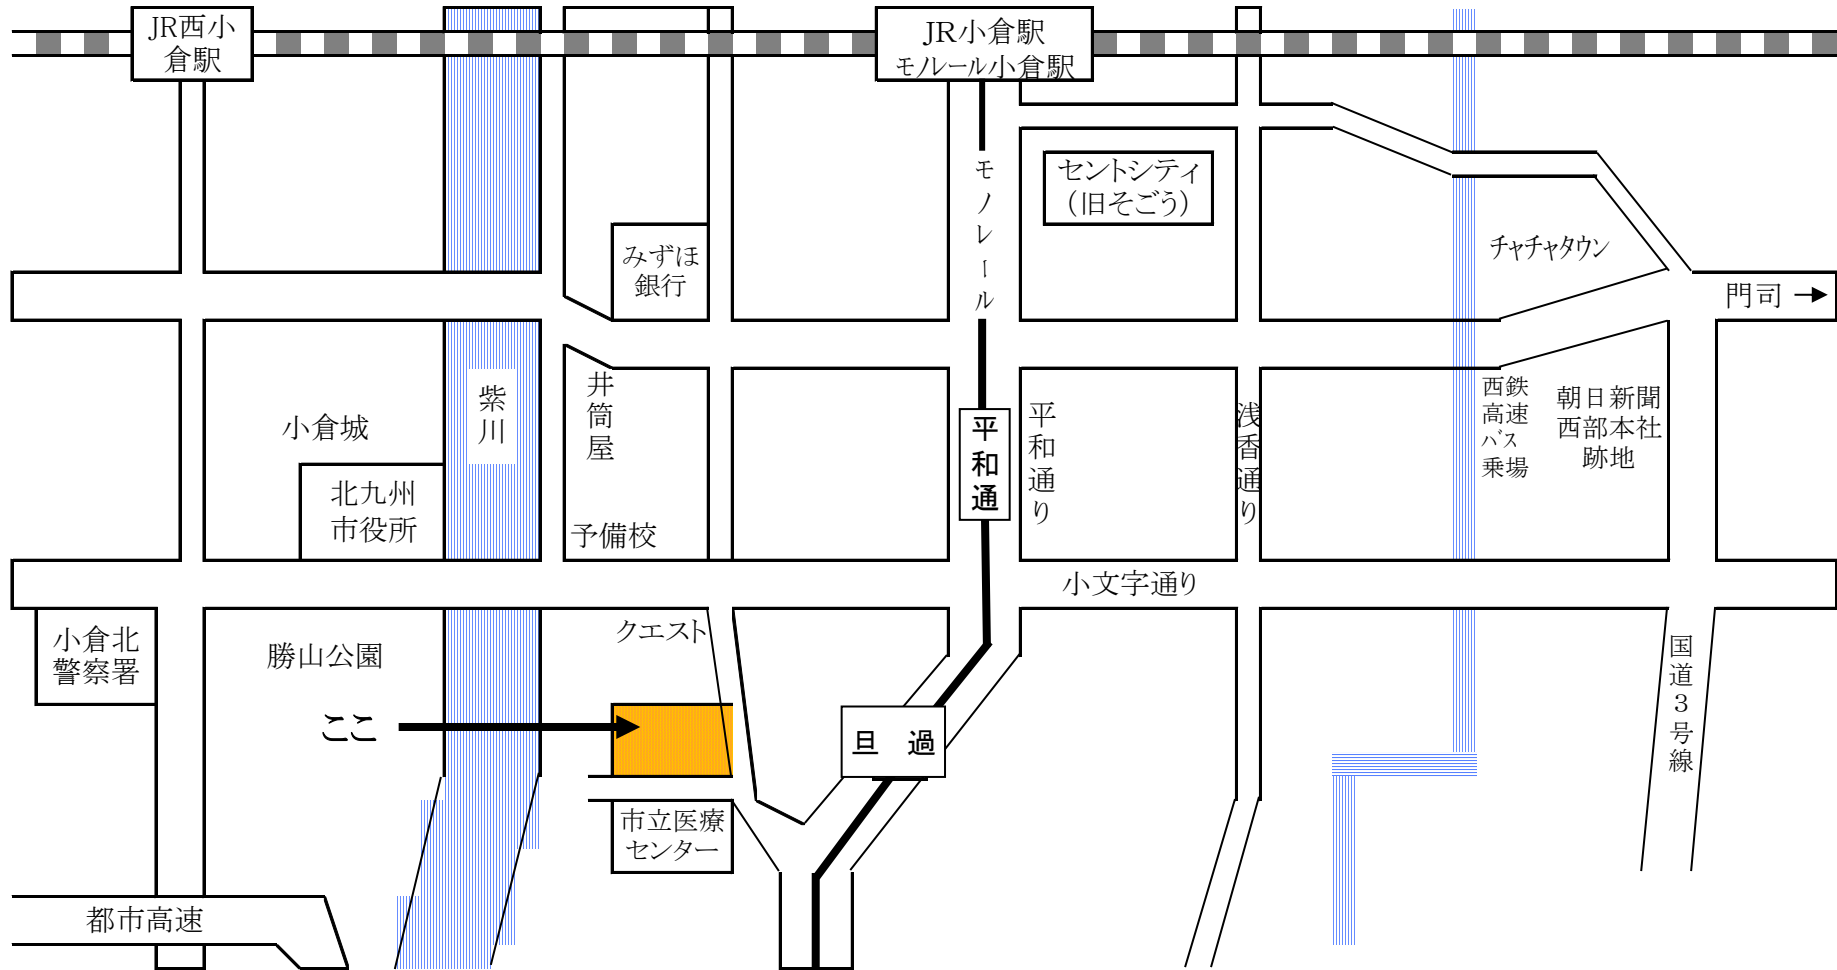 JR西小
倉駅
JR小倉駅
モノレール小倉駅
モノレール
セントシティ
(旧そごう)
みずほ
銀行
チャチャタウン
門司
小倉城
紫川
井筒屋
平和通
平和通り
浅香通り
西鉄
高速
バス
乗場
朝日新聞
西部本社
跡地
北九州
市役所
予備校
小文字通り
小倉北
警察署
勝山公園
クエスト
ここ
旦過
国道3号線
市立医療
センター
都市高速